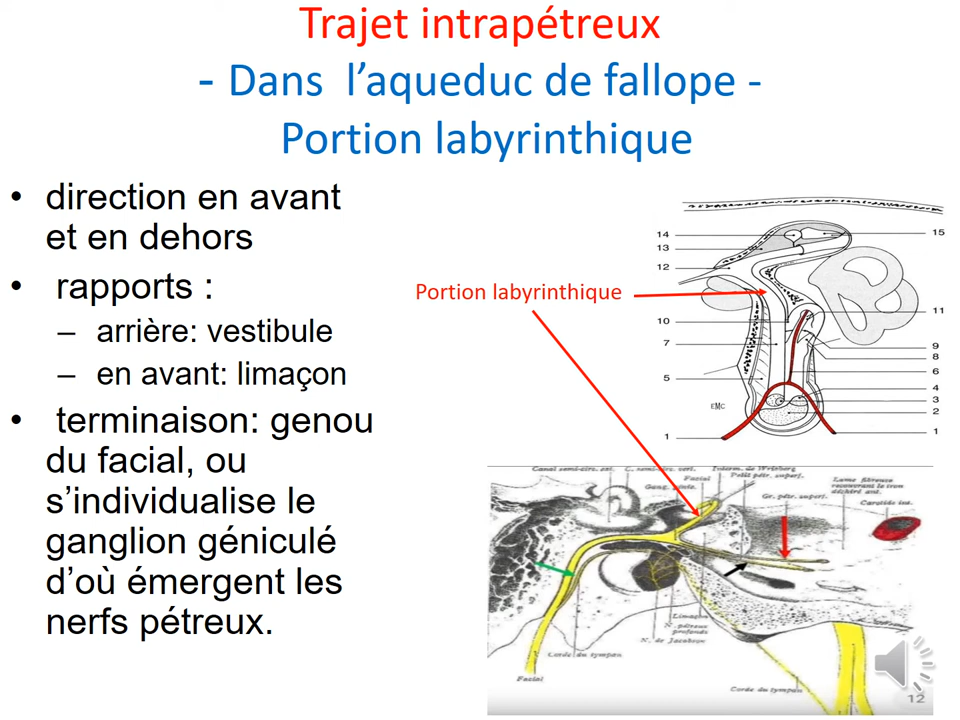 Trajet intrapétreux
- Dans l’aqueduc de fallope -
Portion labyrinthique
• direction en avant
et en dehors
• rapports :
– arrière: vestibule
– en avant: limaçon
• terminaison: genou
du facial, ou
s’individualise le
ganglion géniculé
d’où émergent les
nerfs pétreux.
Portion labyrinthique
14
15
13
12
11
10
7
9
8
6
5
4
3
2
EMC
1
1
Canal semi-circ. ext.
C. semi-circ. vert.
Interm. de Wrisberg
Facial
Petit pétr. superf.
Gr. pétr. superf.
Lame fibreuse
recouvrant le trou
déchiré ant.
Carotide int.
Limaçon
N. pétreux
profonds
N. de Jacobson
Corde du tympan
Facial
Corde du tympan
12